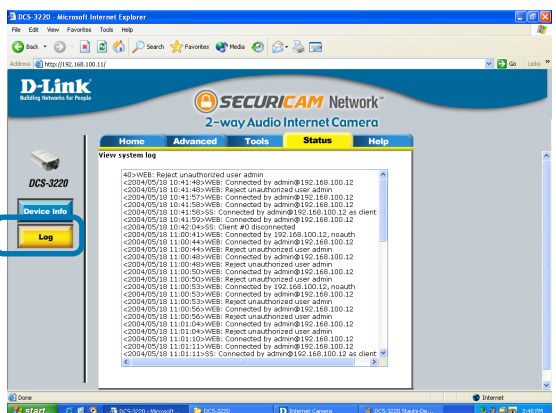 DCS-3220 - Microsoft Internet Explorer
File Edit View Favorites Tools Help
Back Search Favorites Media
Address http://192.168.100.11/ Go Links »
D-Link
Building Networks for People
SECURICAM Network™
2-way Audio Internet Camera
Home Advanced Tools Status Help
View system log
DCS-3220
Device Info
Log
40>WEB: Reject unauthorized user admin
<2004/05/18 10:41:48>WEB: Connected by admin@192.168.100.12
<2004/05/18 10:41:48>WEB: Reject unauthorized user admin
<2004/05/18 10:41:57>WEB: Connected by admin@192.168.100.12
<2004/05/18 10:41:58>WEB: Connected by admin@192.168.100.12
<2004/05/18 10:41:58>SS: Connected by admin@192.168.100.12 as client
<2004/05/18 10:41:59>WEB: Connected by admin@192.168.100.12
<2004/05/18 10:42:04>SS: Client #0 disconnected
<2004/05/18 11:00:41>WEB: Connected by 192.168.100.12, noauth
<2004/05/18 11:00:44>WEB: Connected by admin@192.168.100.12
<2004/05/18 11:00:44>WEB: Reject unauthorized user admin
<2004/05/18 11:00:48>WEB: Connected by admin@192.168.100.12
<2004/05/18 11:00:48>WEB: Reject unauthorized user admin
<2004/05/18 11:00:50>WEB: Connected by admin@192.168.100.12
<2004/05/18 11:00:50>WEB: Reject unauthorized user admin
<2004/05/18 11:00:53>WEB: Connected by 192.168.100.12, noauth
<2004/05/18 11:00:53>WEB: Connected by admin@192.168.100.12
<2004/05/18 11:00:53>WEB: Reject unauthorized user admin
<2004/05/18 11:00:56>WEB: Connected by admin@192.168.100.12
<2004/05/18 11:00:56>WEB: Reject unauthorized user admin
<2004/05/18 11:01:04>WEB: Connected by admin@192.168.100.12
<2004/05/18 11:01:04>WEB: Reject unauthorized user admin
<2004/05/18 11:01:10>WEB: Connected by admin@192.168.100.12
<2004/05/18 11:01:11>WEB: Connected by admin@192.168.100.12
<2004/05/18 11:01:11>SS: Connected by admin@192.168.100.12 as client
Done Internet
start DCS-3220 - Microsoft... DCS-3220 Internet Camera DCS-3220 Stauts-De... 3:48 PM